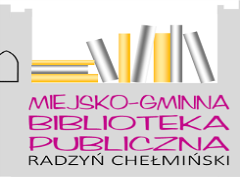 MIEJSKO-GMINNA
BIBLIOTEKA
PUBLICZNA
RADZYŃ CHEŁMIŃSKI